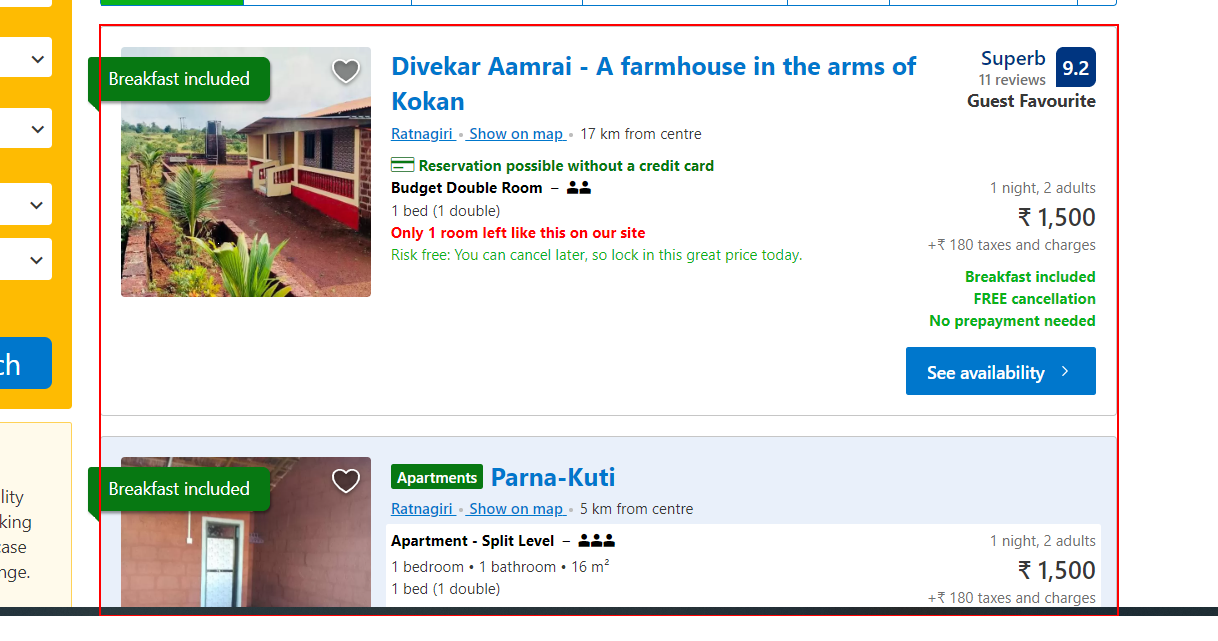 Breakfast included
Divekar Aamrai - A farmhouse in the arms of
Kokan
Superb
11 reviews
9.2
Guest Favourite
Ratnagiri • Show on map • 17 km from centre
Reservation possible without a credit card
Budget Double Room –
1 bed (1 double)
Only 1 room left like this on our site
Risk free: You can cancel later, so lock in this great price today.
1 night, 2 adults
₹ 1,500
+₹ 180 taxes and charges
Breakfast included
FREE cancellation
No prepayment needed
See availability
ch
lity
king
case
nge.
Breakfast included
Apartments Parna-Kuti
Ratnagiri • Show on map • 5 km from centre
Apartment - Split Level –
1 bedroom • 1 bathroom • 16 m²
1 bed (1 double)
1 night, 2 adults
₹ 1,500
+₹ 180 taxes and charges